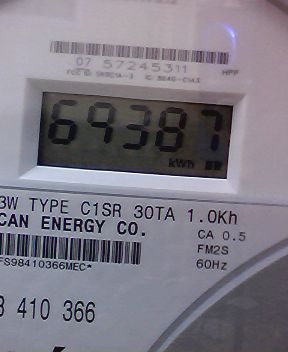 07 57245311
HPF
69387
kWh
3W TYPE C1SR 30TA 1.0Kh
CAN ENERGY CO.
CA 0.5
FM2S
60Hz
FS98410366MEC*
410 366